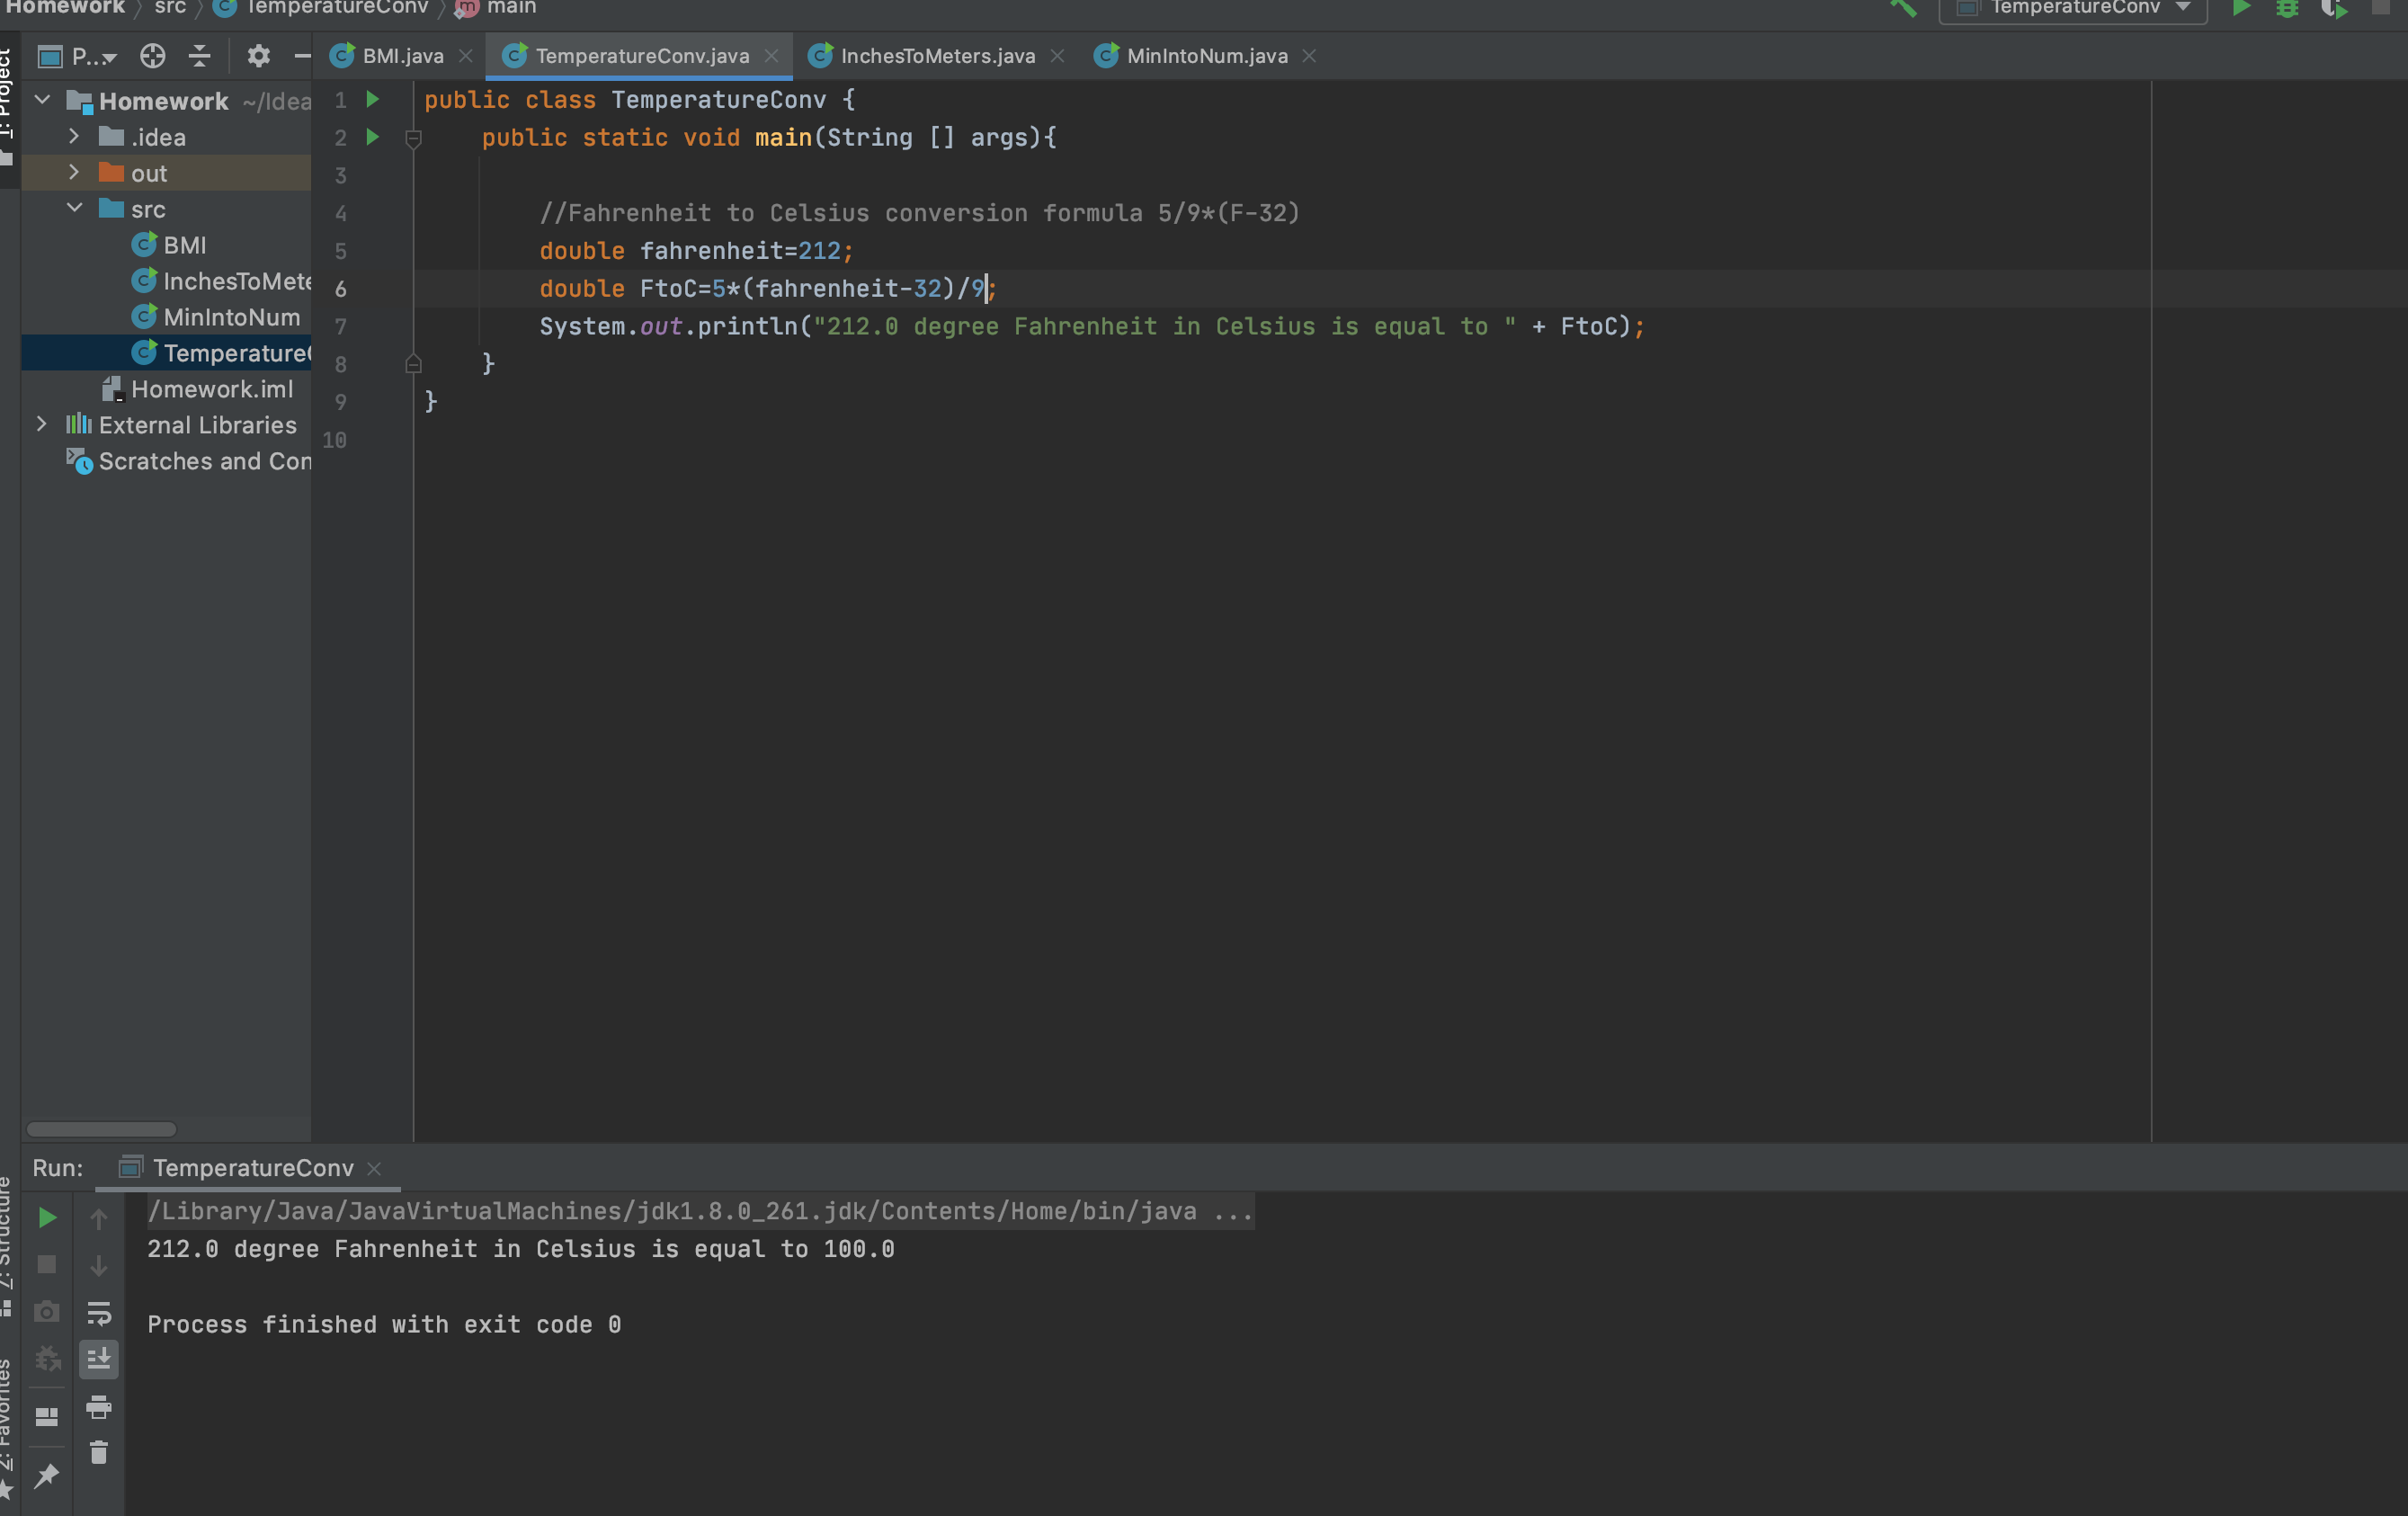 Homework src TemperatureConv main TemperatureConv
P... BMI.java TemperatureConv.java InchesToMeters.java MinIntoNum.java
1: Project
Homework ~/Idea
.idea
out
src
BMI
InchesToMete
MinIntoNum
Temperature
Homework.iml
External Libraries
Scratches and Con
1 public class TemperatureConv {
2 public static void main(String [] args){
3
4 //Fahrenheit to Celsius conversion formula 5/9*(F-32)
5 double fahrenheit=212;
6 double FtoC=5*(fahrenheit-32)/9;
7 System.out.println("212.0 degree Fahrenheit in Celsius is equal to " + FtoC);
8 }
9 }
10
Run: TemperatureConv
/Library/Java/JavaVirtualMachines/jdk1.8.0_261.jdk/Contents/Home/bin/java ...
212.0 degree Fahrenheit in Celsius is equal to 100.0
Process finished with exit code 0
7: Structure
2: Favorites